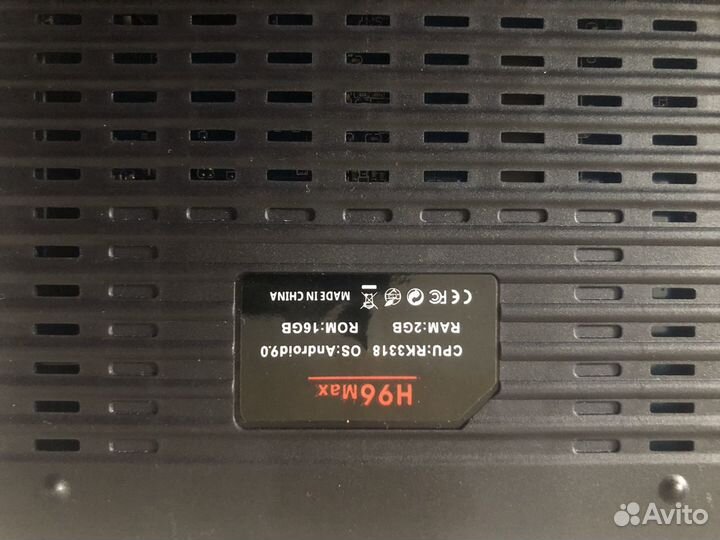 H96Max
CPU:RK3318 OS:Android9.0
RAM:2GB ROM:16GB
CE FC MADE IN CHINA
Avito